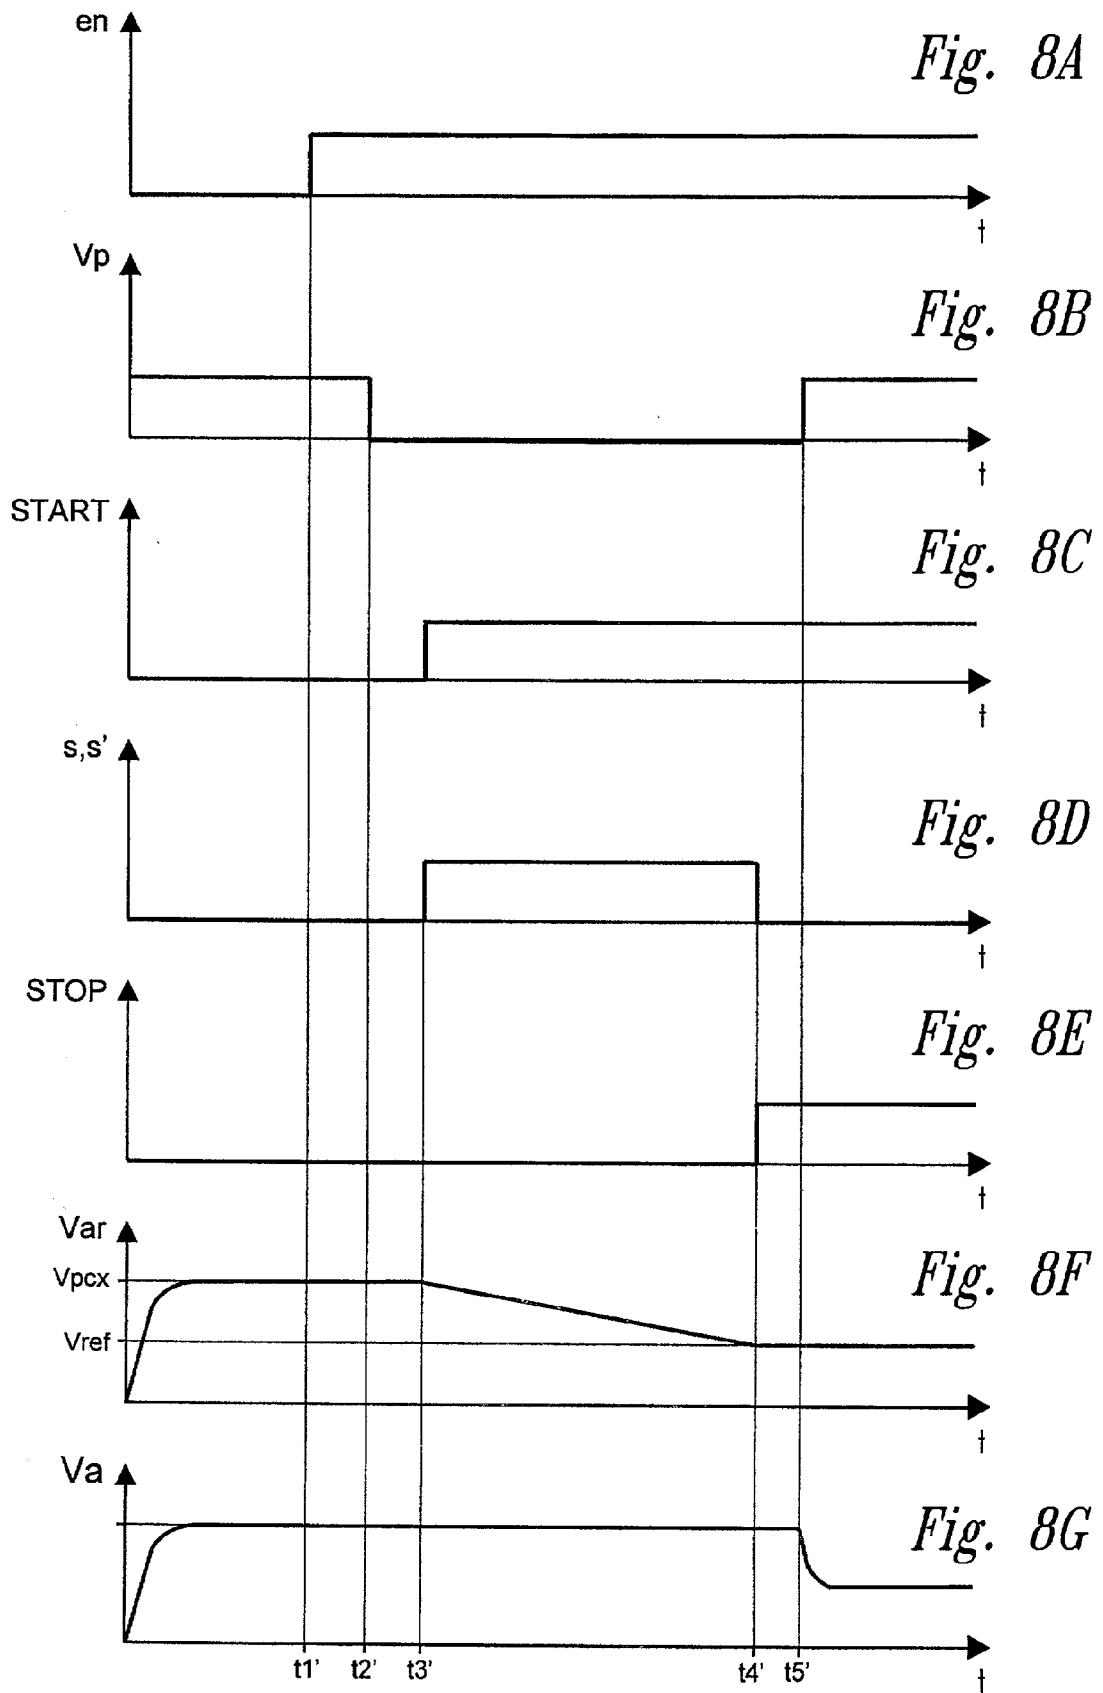 en
Fig. 8A
t
Vp
Fig. 8B
t
START
Fig. 8C
t
s,s'
Fig. 8D
t
STOP
Fig. 8E
t
Var
Vpcx
Fig. 8F
Vref
t
Va
Fig. 8G
t1' t2' t3' t4' t5' t